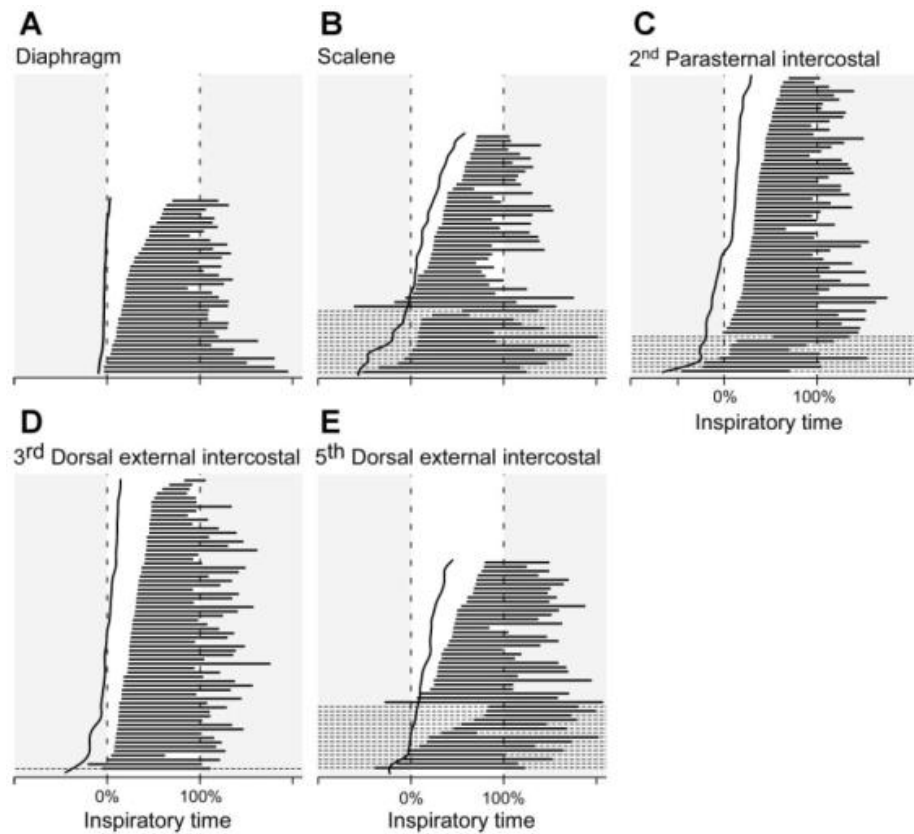 A
Diaphragm
B
Scalene
C
2nd Parasternal intercostal
0% 100%
Inspiratory time
D
3rd Dorsal external intercostal
0% 100%
Inspiratory time
E
5th Dorsal external intercostal
0% 100%
Inspiratory time